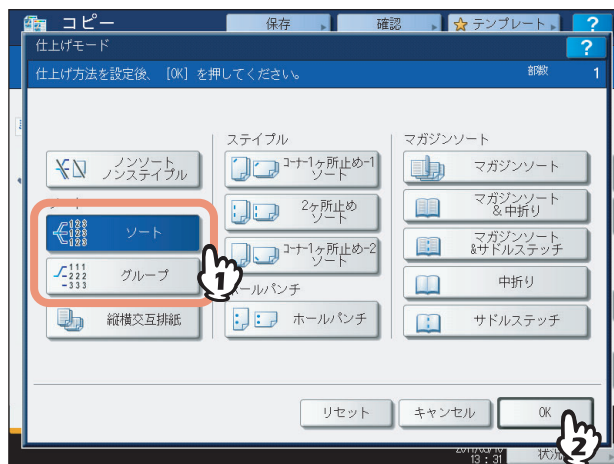 コピー
保存
確認
テンプレート
?
仕上げモード
?
仕上げ方法を設定後、［OK］を押してください。
部数 1
ステイプル
マガジンソート
ノンソート
ノンステイプル
コーナー1ヶ所止め-1
ソート
マガジンソート
ソート
123
123
123
2ヶ所止め
ソート
マガジンソート
&中折り
111
222
333
グループ
1
コーナー1ヶ所止め-2
ソート
マガジンソート
&サドルステッチ
ホールパンチ
中折り
縦横交互排紙
ホールパンチ
サドルステッチ
リセット
キャンセル
OK
2
13:31
状況